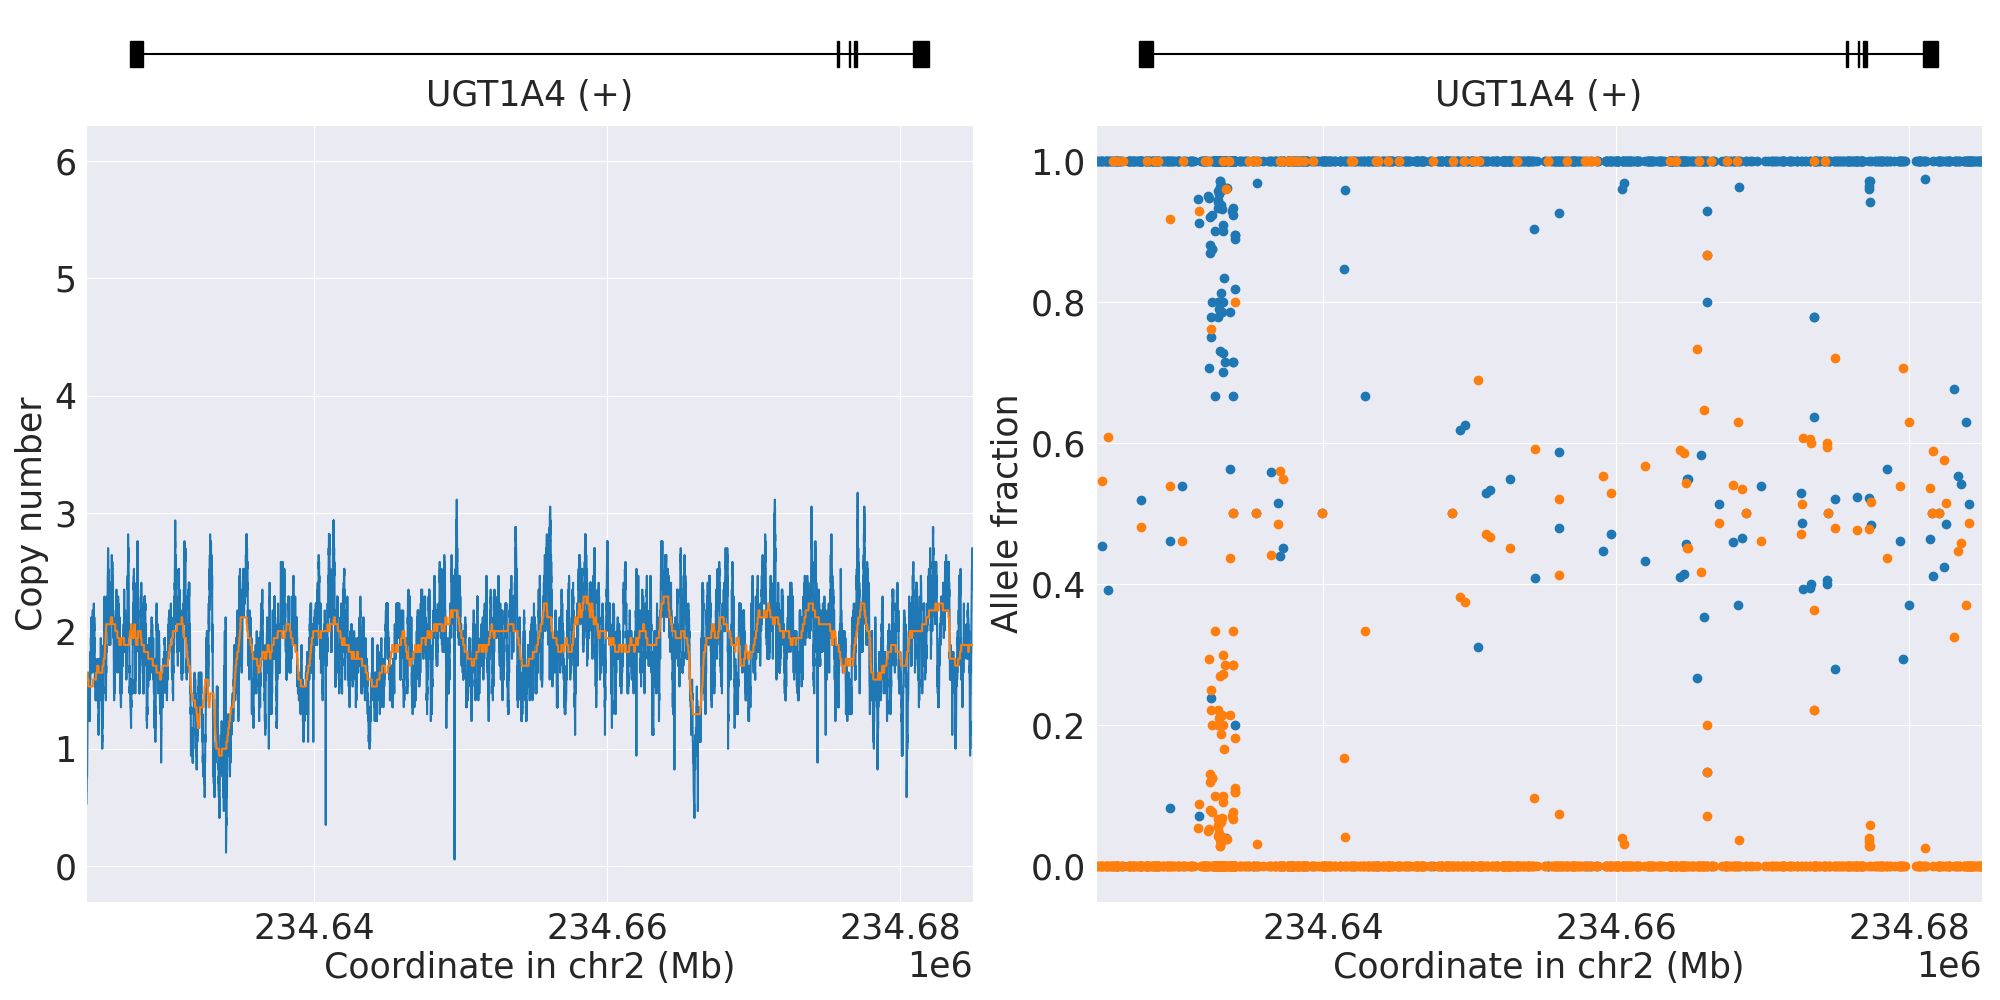 UGT1A4 (+)
6
5
4
3
2
1
0
Copy number
234.64
234.66
234.68
1e6
Coordinate in chr2 (Mb)
UGT1A4 (+)
1.0
0.8
0.6
0.4
0.2
0.0
Allele fraction
234.64
234.66
234.68
1e6
Coordinate in chr2 (Mb)